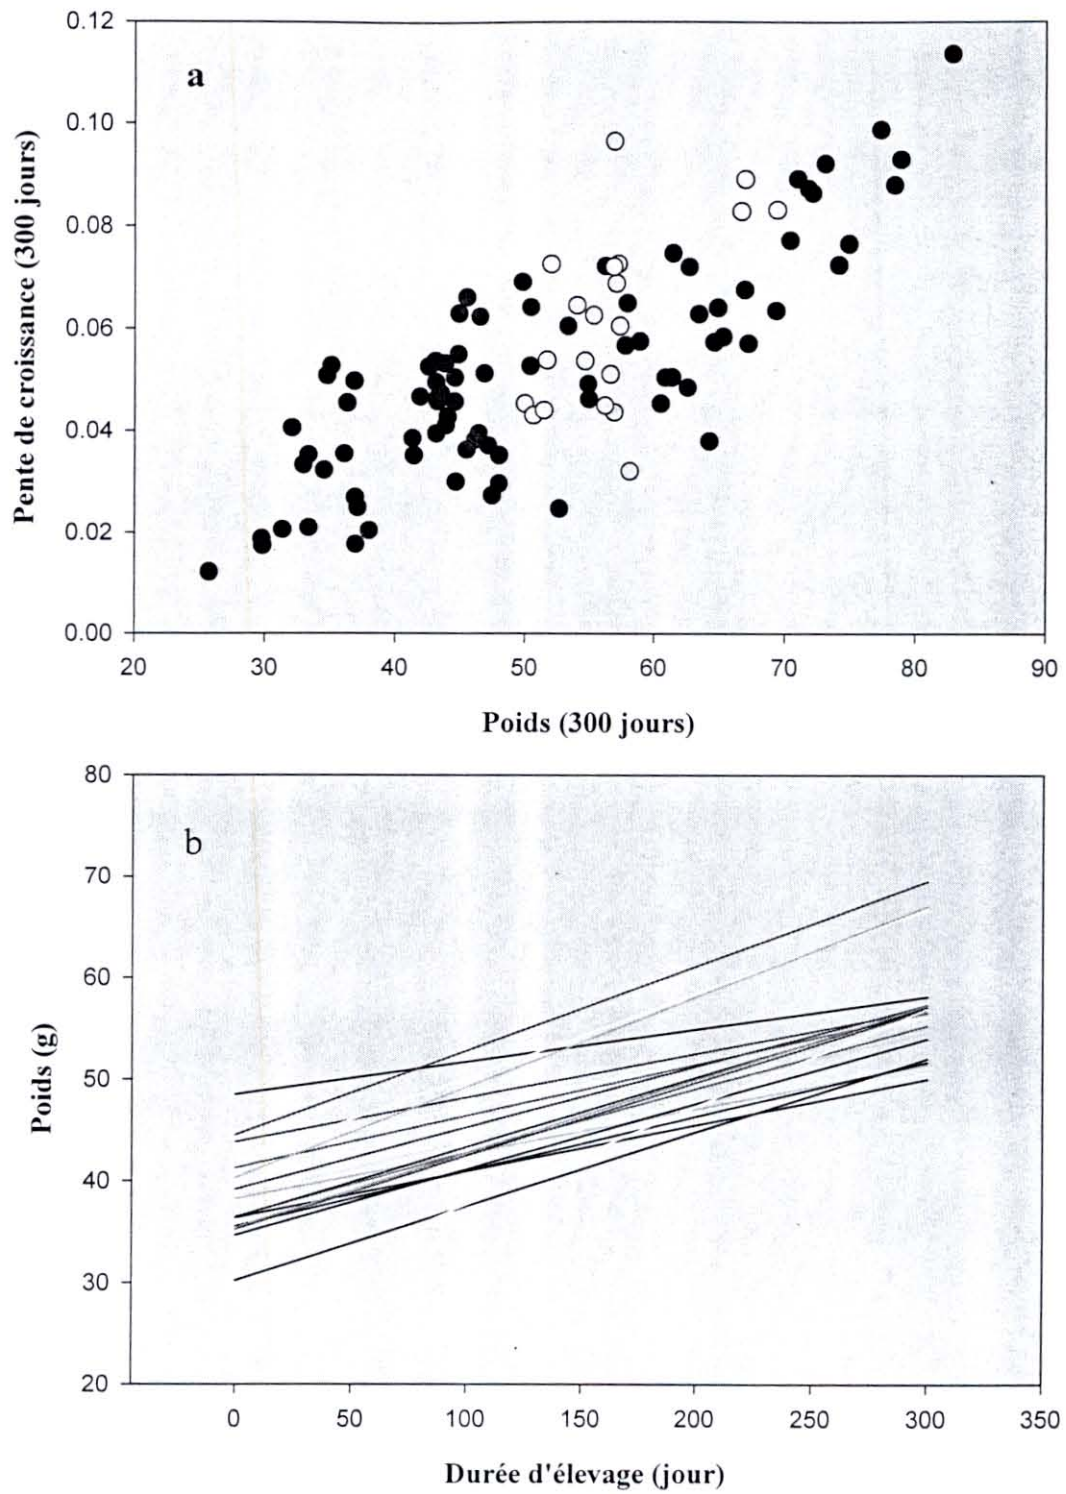 0.12
a
0.10
0.08
0.06
0.04
0.02
0.00
Pente de croissance (300 jours)
20 30 40 50 60 70 80 90
Poids (300 jours)
80
b
70
60
50
40
30
20
Poids (g)
0 50 100 150 200 250 300 350
Durée d'élevage (jour)